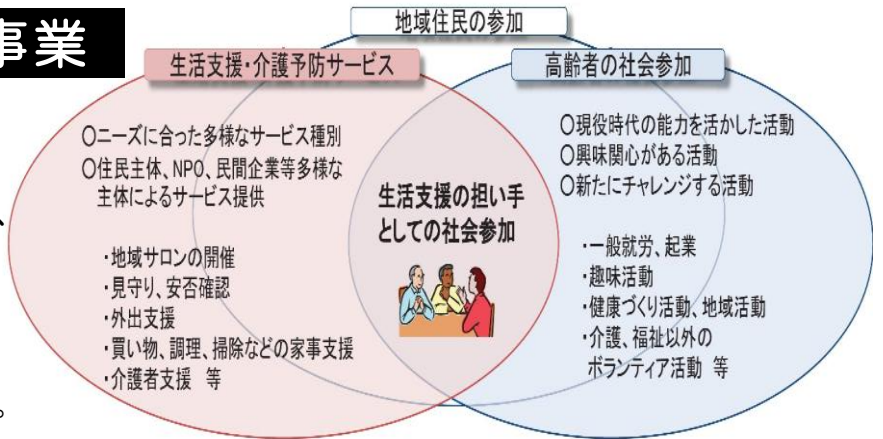 事業
地域住民の参加
生活支援・介護予防サービス
高齢者の社会参加
〇ニーズに合った多様なサービス種別
〇住民主体、NPO、民間企業等多様な
主体によるサービス提供
・地域サロンの開催
・見守り、安否確認
・外出支援
・買い物、調理、掃除などの家事支援
・介護者支援 等
生活支援の担い手
としての社会参加
〇現役時代の能力を活かした活動
〇興味関心がある活動
〇新たにチャレンジする活動
・一般就労、起業
・趣味活動
・健康づくり活動、地域活動
・介護、福祉以外の
ボランティア活動 等
、
。